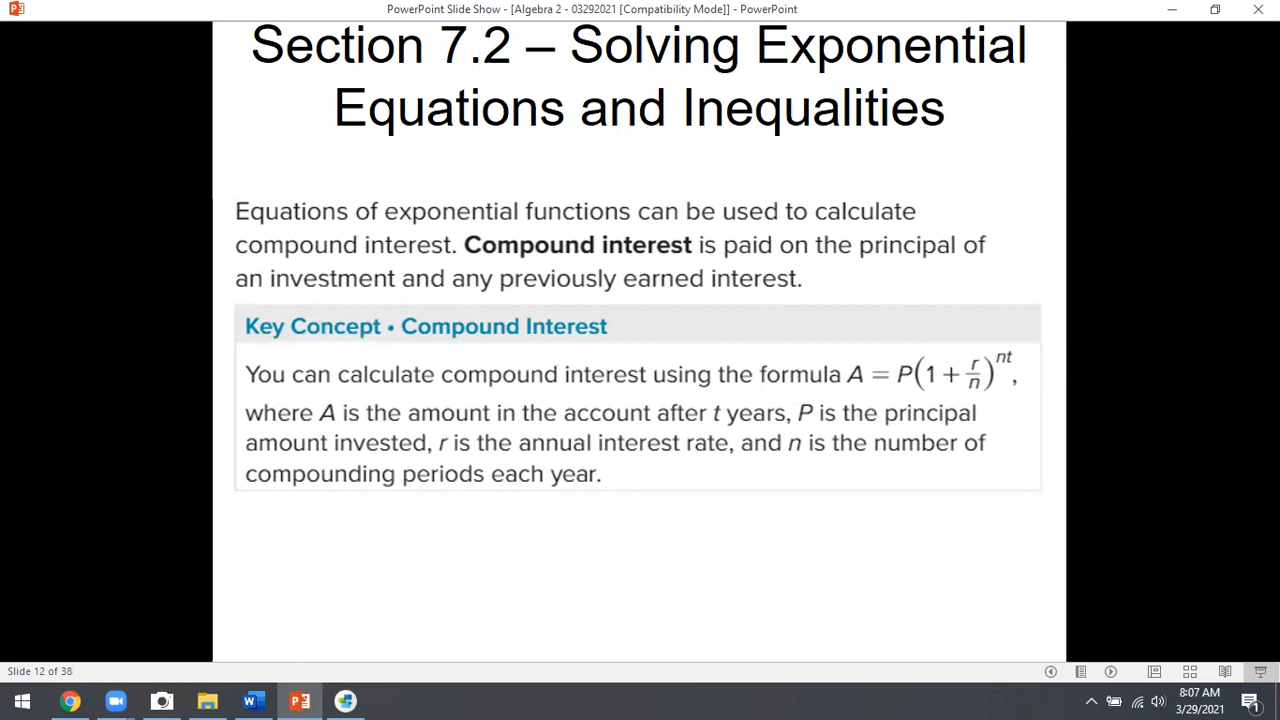 PowerPoint Slide Show - [Algebra 2 - 03292021 [Compatibility Mode]] - PowerPoint
Section 7.2 – Solving Exponential
Equations and Inequalities
Equations of exponential functions can be used to calculate
compound interest. Compound interest is paid on the principal of
an investment and any previously earned interest.
Key Concept • Compound Interest
You can calculate compound interest using the formula A = P(1 + r/n)^nt,
where A is the amount in the account after t years, P is the principal
amount invested, r is the annual interest rate, and n is the number of
compounding periods each year.
Slide 12 of 38
8:07 AM
3/29/2021
1